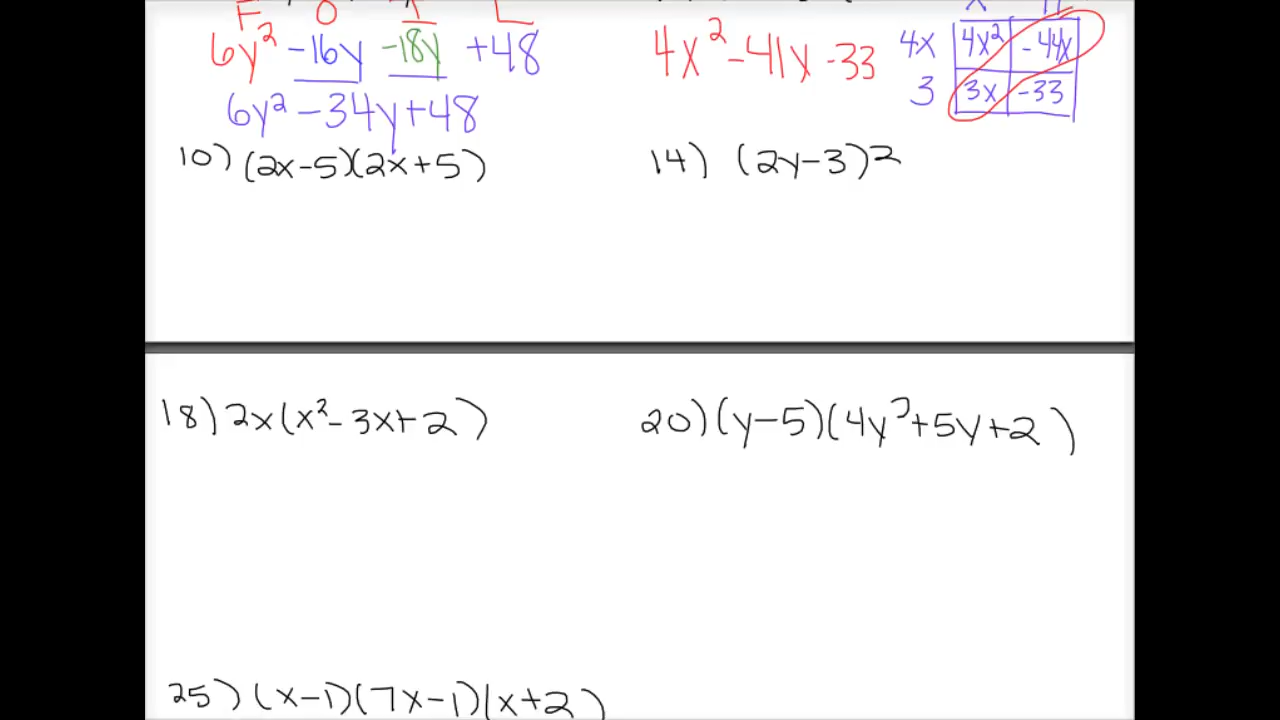 F O I L
6y² -16y -18y +48
6y² - 34y + 48
4x² - 41x - 33
4x 4x² -44x
3 3x -33
10) (2x-5)(2x+5)
14) (2y-3)²
18) 2x(x²-3x+2)
20) (y-5)(4y²+5y+2)
25) (x-1)(7x-1)(x+2)